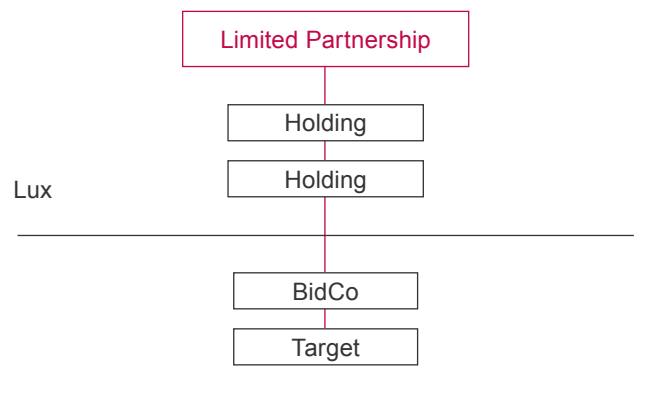 Limited Partnership
Holding
Holding
Lux
BidCo
Target